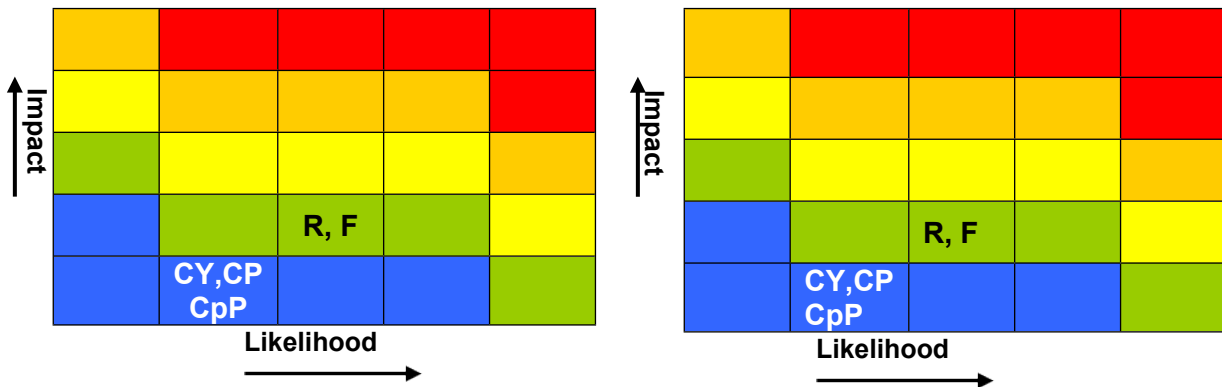 Impact
R, F
CY,CP
CpP
Likelihood
Impact
R, F
CY,CP
CpP
Likelihood